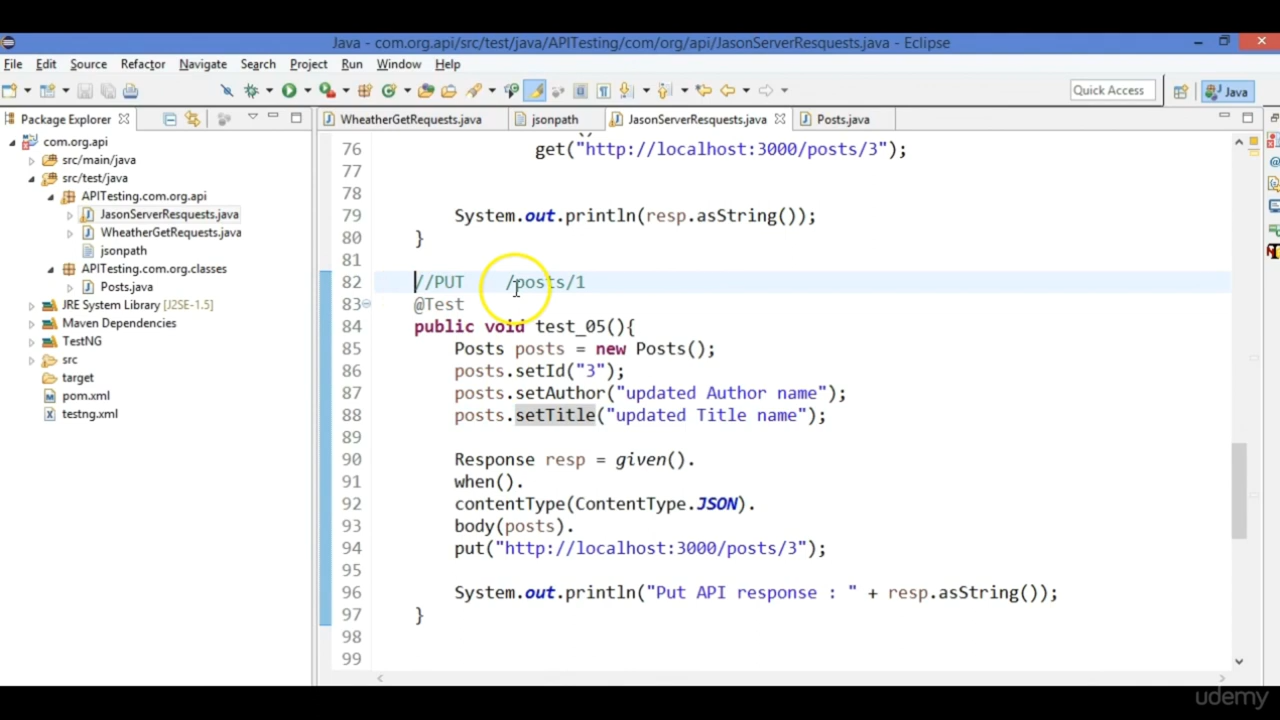 Java - com.org.api/src/test/java/APITesting/com/org/api/JasonServerResquests.java - Eclipse
File Edit Source Refactor Navigate Search Project Run Window Help
Quick Access
Java
Package Explorer
WheatherGetRequests.java jsonpath JasonServerResquests.java Posts.java
com.org.api
src/main/java
src/test/java
APITesting.com.org.api
JasonServerResquests.java
WheatherGetRequests.java
jsonpath
APITesting.com.org.classes
Posts.java
JRE System Library [J2SE-1.5]
Maven Dependencies
TestNG
src
target
pom.xml
testng.xml
76 get("http://localhost:3000/posts/3");
77
78
79 System.out.println(resp.asString());
80 }
81
82 //PUT /posts/1
83 @Test
84 public void test_05(){
85 Posts posts = new Posts();
86 posts.setId("3");
87 posts.setAuthor("updated Author name");
88 posts.setTitle("updated Title name");
89
90 Response resp = given().
91 when().
92 contentType(ContentType.JSON).
93 body(posts).
94 put("http://localhost:3000/posts/3");
95
96 System.out.println("Put API response : " + resp.asString());
97 }
98
99
udemy